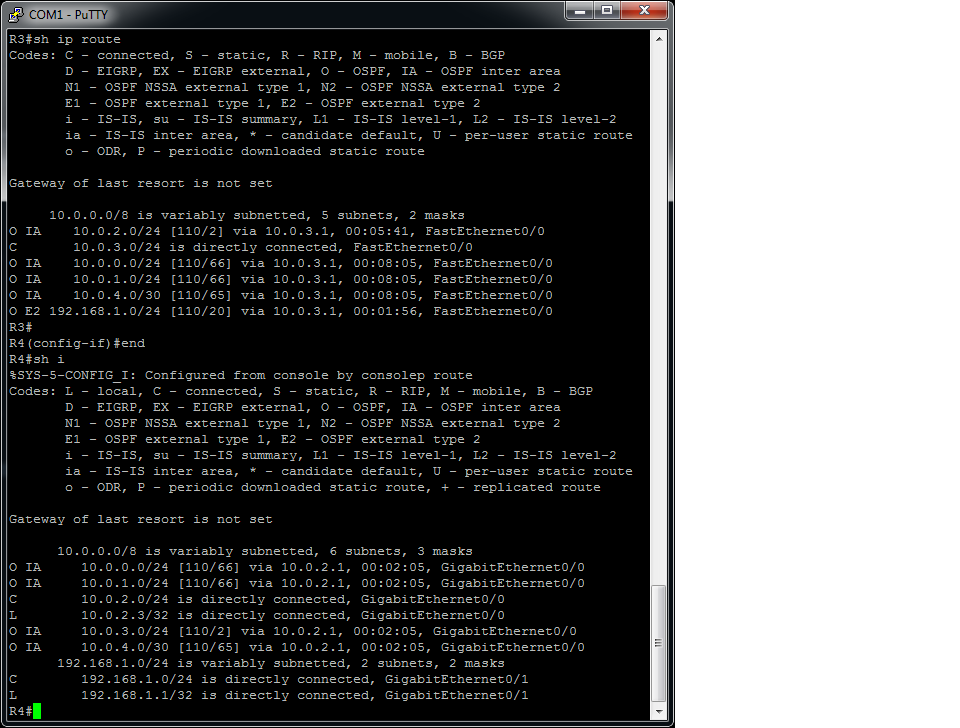 COM1 - PuTTY
R3#sh ip route
Codes: C - connected, S - static, R - RIP, M - mobile, B - BGP
       D - EIGRP, EX - EIGRP external, O - OSPF, IA - OSPF inter area
       N1 - OSPF NSSA external type 1, N2 - OSPF NSSA external type 2
       E1 - OSPF external type 1, E2 - OSPF external type 2
       i - IS-IS, su - IS-IS summary, L1 - IS-IS level-1, L2 - IS-IS level-2
       ia - IS-IS inter area, * - candidate default, U - per-user static route
       o - ODR, P - periodic downloaded static route
Gateway of last resort is not set
     10.0.0.0/8 is variably subnetted, 5 subnets, 2 masks
O IA    10.0.2.0/24 [110/2] via 10.0.3.1, 00:05:41, FastEthernet0/0
C       10.0.3.0/24 is directly connected, FastEthernet0/0
O IA    10.0.0.0/24 [110/66] via 10.0.3.1, 00:08:05, FastEthernet0/0
O IA    10.0.1.0/24 [110/66] via 10.0.3.1, 00:08:05, FastEthernet0/0
O IA    10.0.4.0/30 [110/65] via 10.0.3.1, 00:08:05, FastEthernet0/0
O E2 192.168.1.0/24 [110/20] via 10.0.3.1, 00:01:56, FastEthernet0/0
R3#
R4(config-if)#end
R4#sh i
%SYS-5-CONFIG_I: Configured from console by consolep route
Codes: L - local, C - connected, S - static, R - RIP, M - mobile, B - BGP
       D - EIGRP, EX - EIGRP external, O - OSPF, IA - OSPF inter area
       N1 - OSPF NSSA external type 1, N2 - OSPF NSSA external type 2
       E1 - OSPF external type 1, E2 - OSPF external type 2
       i - IS-IS, su - IS-IS summary, L1 - IS-IS level-1, L2 - IS-IS level-2
       ia - IS-IS inter area, * - candidate default, U - per-user static route
       o - ODR, P - periodic downloaded static route, + - replicated route
Gateway of last resort is not set
      10.0.0.0/8 is variably subnetted, 6 subnets, 3 masks
O IA     10.0.0.0/24 [110/66] via 10.0.2.1, 00:02:05, GigabitEthernet0/0
O IA     10.0.1.0/24 [110/66] via 10.0.2.1, 00:02:05, GigabitEthernet0/0
C        10.0.2.0/24 is directly connected, GigabitEthernet0/0
L        10.0.2.3/32 is directly connected, GigabitEthernet0/0
O IA     10.0.3.0/24 [110/2] via 10.0.2.1, 00:02:05, GigabitEthernet0/0
O IA     10.0.4.0/30 [110/65] via 10.0.2.1, 00:02:05, GigabitEthernet0/0
      192.168.1.0/24 is variably subnetted, 2 subnets, 2 masks
C        192.168.1.0/24 is directly connected, GigabitEthernet0/1
L        192.168.1.1/32 is directly connected, GigabitEthernet0/1
R4#